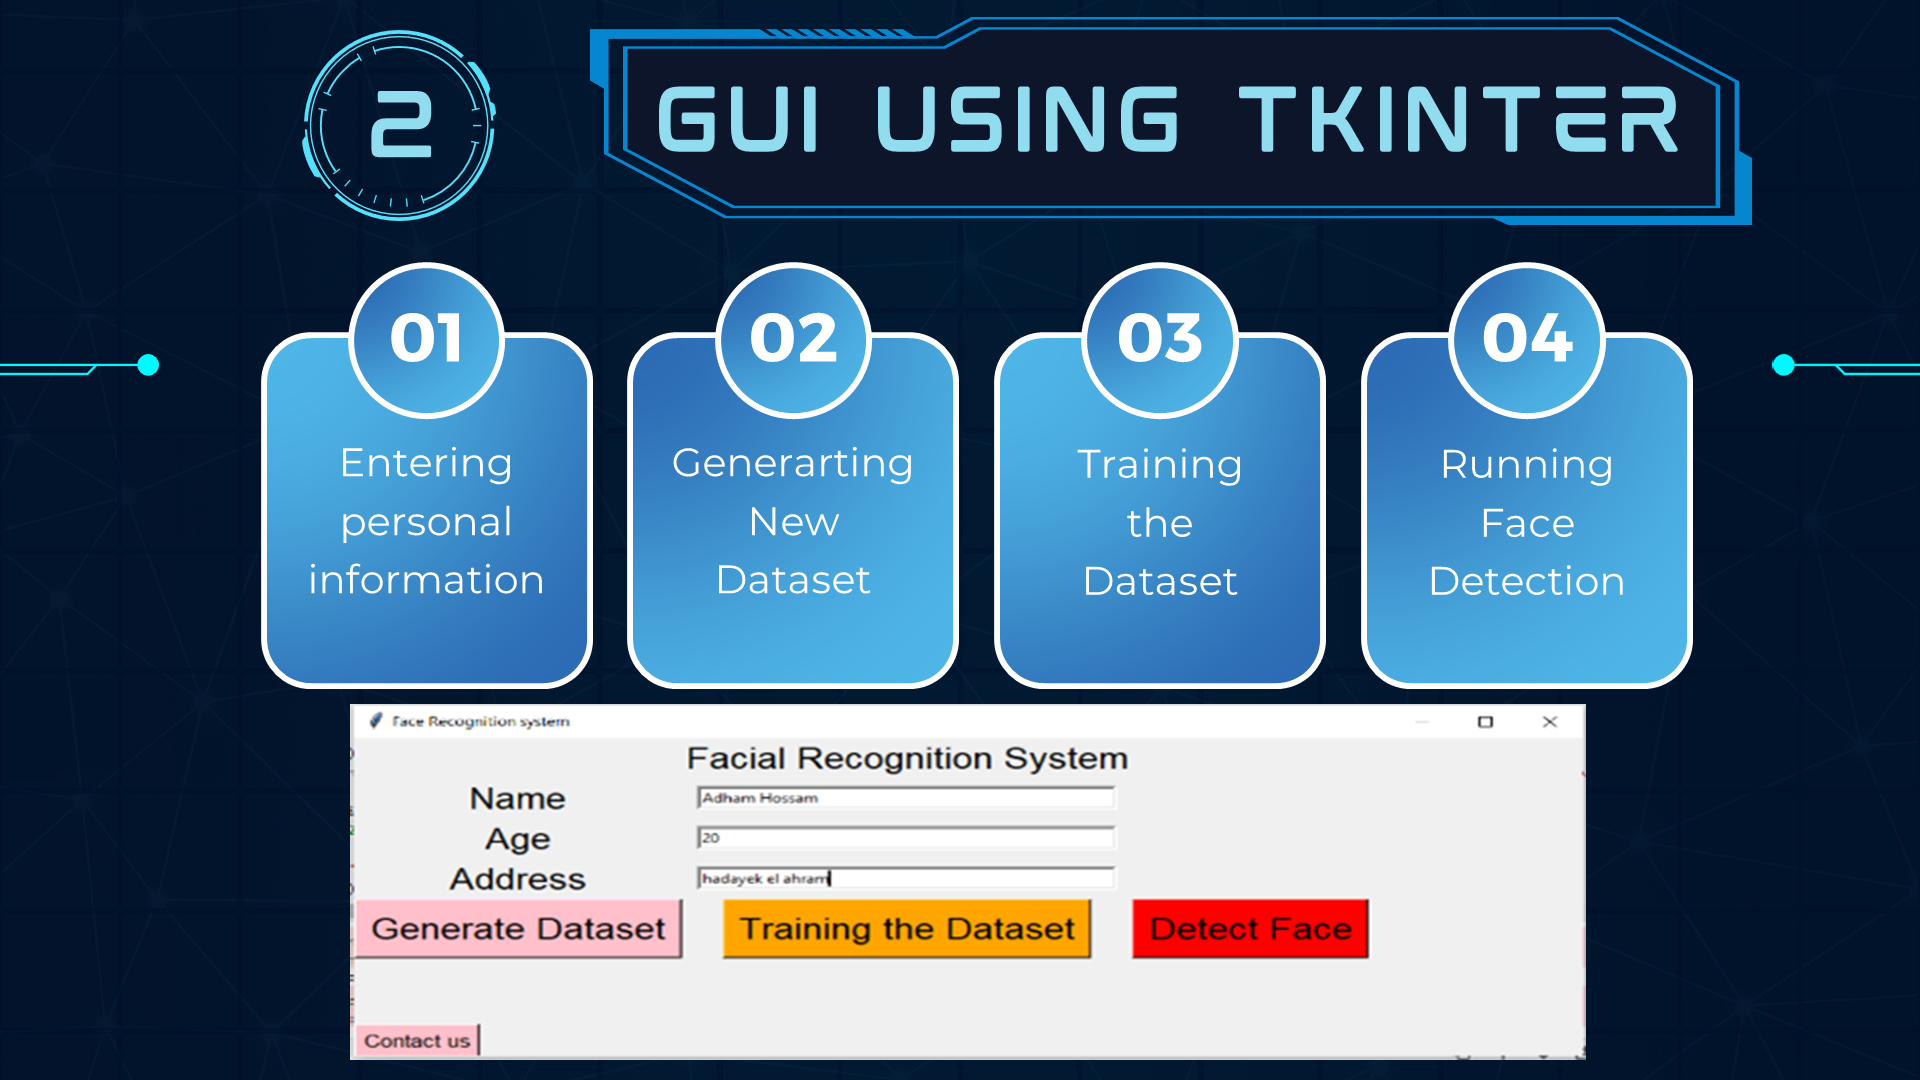 2
GUI USING TKINTER
01
Entering
personal
information
02
Generarting
New
Dataset
03
Training
the
Dataset
04
Running
Face
Detection
Face Recognition system
Facial Recognition System
Name
Adham Hossam
Age
20
Address
hadayek el ahram
Generate Dataset
Training the Dataset
Detect Face
Contact us